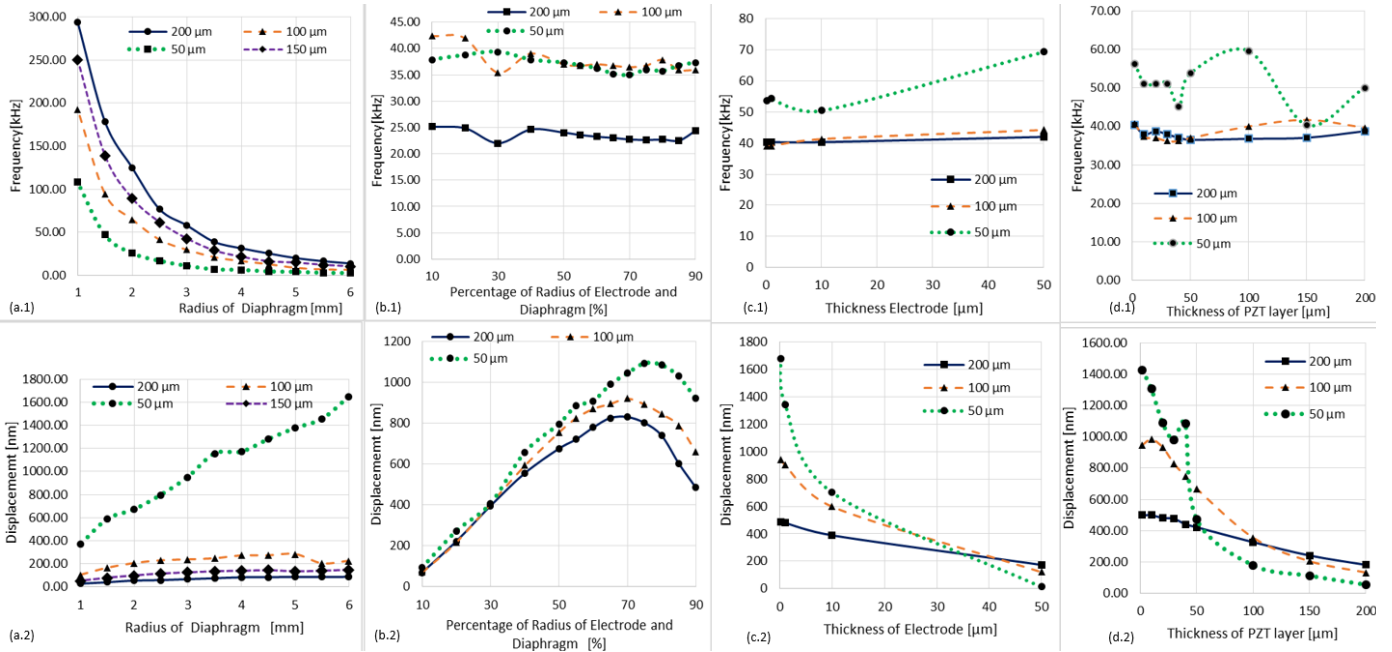 300.00
250.00
200.00
150.00
100.00
50.00
0.00
Frequency[kHz]
200 µm
100 µm
50 µm
150 µm
1 2 3 4 5 6
(a.1)
Radius of Diaphragm [mm]
45.00
40.00
35.00
30.00
25.00
20.00
15.00
10.00
5.00
0.00
Frequency[kHz]
200 µm
100 µm
50 µm
10 30 50 70 90
(b.1)
Percentage of Radius of Electrode and
Diaphragm [%]
80
70
60
50
40
30
20
10
0
Frequency[kHz]
200 µm
100 µm
50 µm
0 10 20 30 40 50
(c.1)
Thickness Electrode [µm]
70.00
60.00
50.00
40.00
30.00
20.00
10.00
0.00
Frequency[kHz]
200 µm
100 µm
50 µm
0 50 100 150 200
(d.1)
Thickness of PZT layer [µm]
1800.00
1600.00
1400.00
1200.00
1000.00
800.00
600.00
400.00
200.00
0.00
Displacememt [nm]
200 µm
100 µm
50 µm
150 µm
1 2 3 4 5 6
(a.2)
Radius of Diaphragm [mm]
1200
1000
800
600
400
200
0
Displacememt [nm]
200 µm
100 µm
50 µm
10 30 50 70 90
(b.2)
Percentage of Radius of Electrode and
Diaphragm [%]
1800
1600
1400
1200
1000
800
600
400
200
0
Displacememt [nm]
200 µm
100 µm
50 µm
0 10 20 30 40 50
(c.2)
Thickness of Electrode [µm]
1600.00
1400.00
1200.00
1000.00
800.00
600.00
400.00
200.00
0.00
Displacememt [nm]
200 µm
100 µm
50 µm
0 50 100 150 200
(d.2)
Thickness of PZT layer [µm]